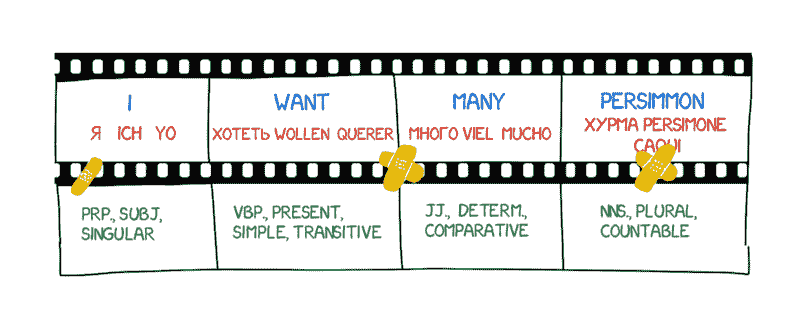 I
Я ICH YO
WANT
ХОТЕТЬ WOLLEN QUERER
MANY
МНОГО VIEL MUCHO
PERSIMMON
ХУРМА PERSIMONE
CAQUI
PRP., SUBJ.,
SINGULAR
VBP., PRESENT,
SIMPLE, TRANSITIVE
JJ., DETERM.,
COMPARATIVE
NNS., PLURAL,
COUNTABLE